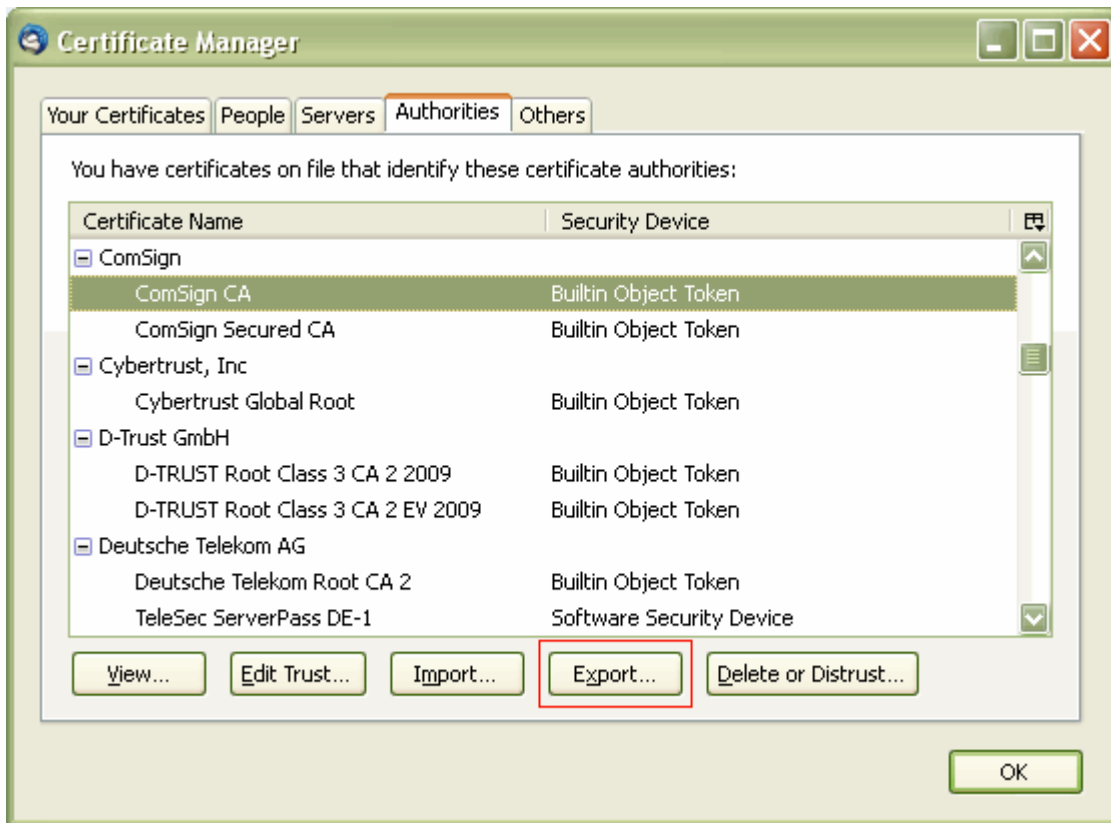 Certificate Manager
Your Certificates People Servers Authorities Others
You have certificates on file that identify these certificate authorities:
Certificate Name Security Device
ComSign
ComSign CA Builtin Object Token
ComSign Secured CA Builtin Object Token
Cybertrust, Inc
Cybertrust Global Root Builtin Object Token
D-Trust GmbH
D-TRUST Root Class 3 CA 2 2009 Builtin Object Token
D-TRUST Root Class 3 CA 2 EV 2009 Builtin Object Token
Deutsche Telekom AG
Deutsche Telekom Root CA 2 Builtin Object Token
TeleSec ServerPass DE-1 Software Security Device
View... Edit Trust... Import... Export... Delete or Distrust...
OK